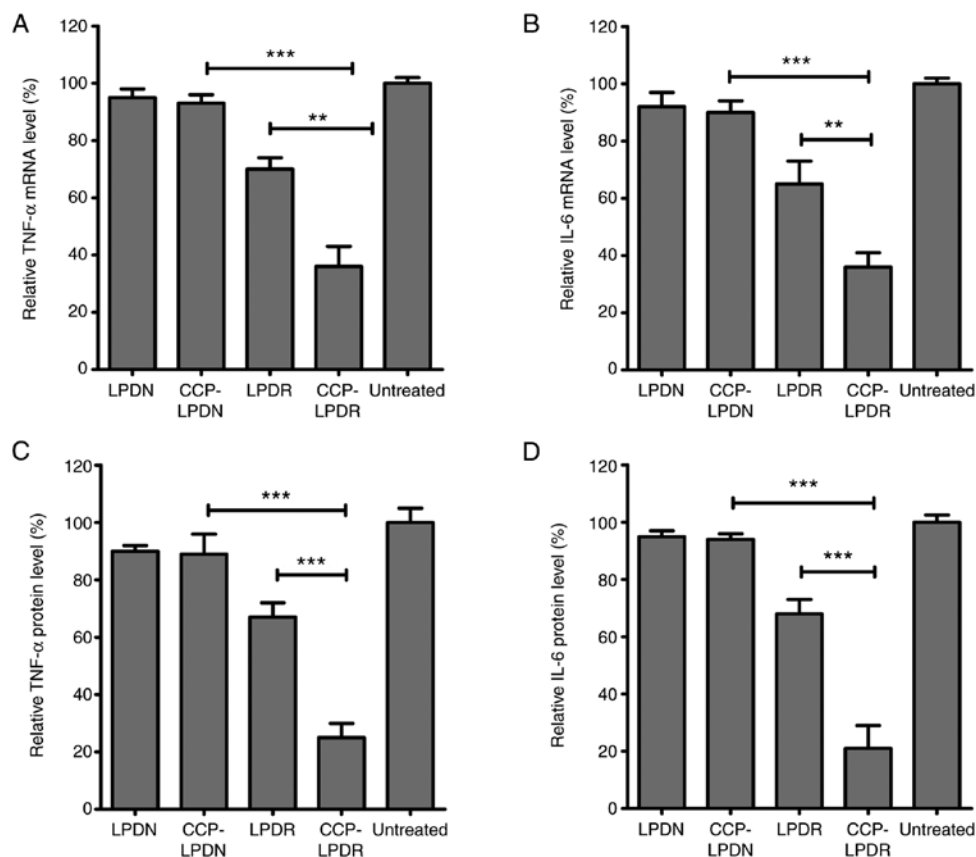 A
Relative TNF-α mRNA level (%)
120
100
80
60
40
20
0
***
**
LPDN
CCP-
LPDN
LPDR
CCP-
LPDR
Untreated
B
Relative IL-6 mRNA level (%)
120
100
80
60
40
20
0
***
**
LPDN
CCP-
LPDN
LPDR
CCP-
LPDR
Untreated
C
Relative TNF-α protein level (%)
120
100
80
60
40
20
0
***
***
LPDN
CCP-
LPDN
LPDR
CCP-
LPDR
Untreated
D
Relative IL-6 protein level (%)
120
100
80
60
40
20
0
***
***
LPDN
CCP-
LPDN
LPDR
CCP-
LPDR
Untreated